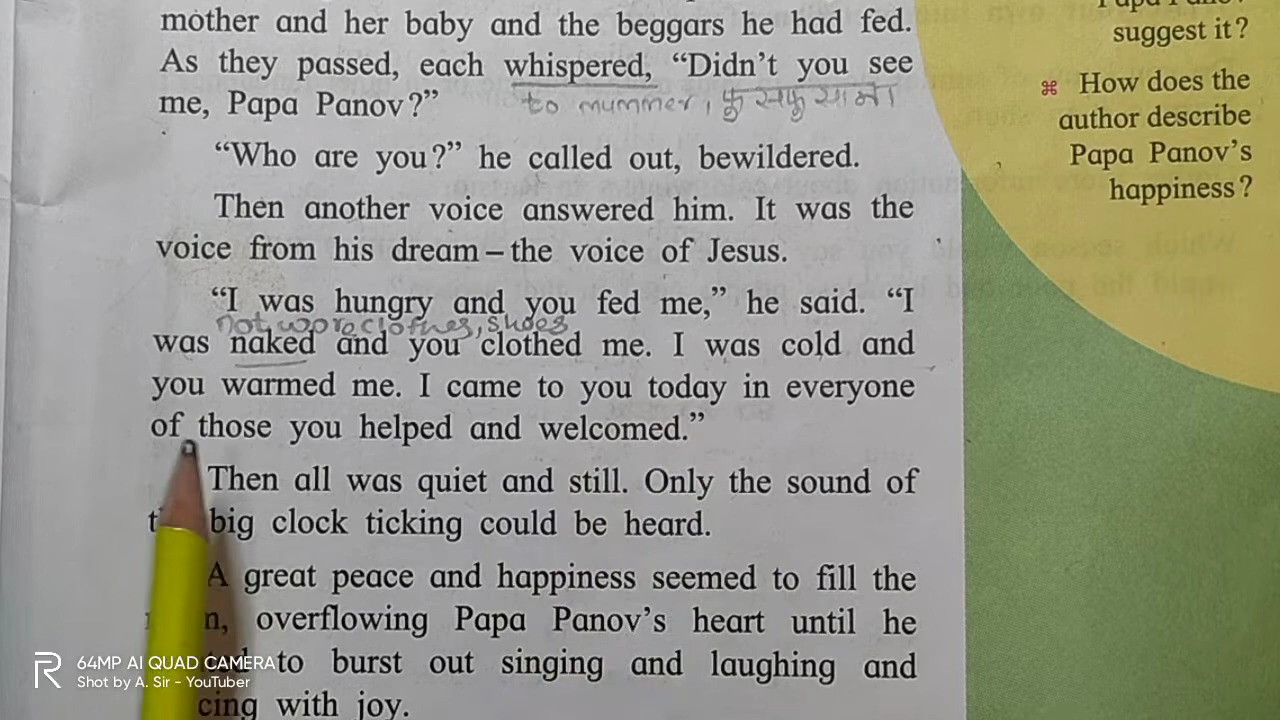 mother and her baby and the beggars he had fed.
As they passed, each whispered, “Didn’t you see
me, Papa Panov?”
to mummer, फुसफुसाना
“Who are you?” he called out, bewildered.
Then another voice answered him. It was the
voice from his dream – the voice of Jesus.
“I was hungry and you fed me,” he said. “I
not wore clothes, shoes
was naked and you clothed me. I was cold and
you warmed me. I came to you today in everyone
of those you helped and welcomed.”
Then all was quiet and still. Only the sound of
big clock ticking could be heard.
A great peace and happiness seemed to fill the
overflowing Papa Panov’s heart until he
to burst out singing and laughing and
with joy.
suggest it?
⌘ How does the
author describe
Papa Panov’s
happiness?
64MP AI QUAD CAMERA
Shot by A. Sir - YouTuber